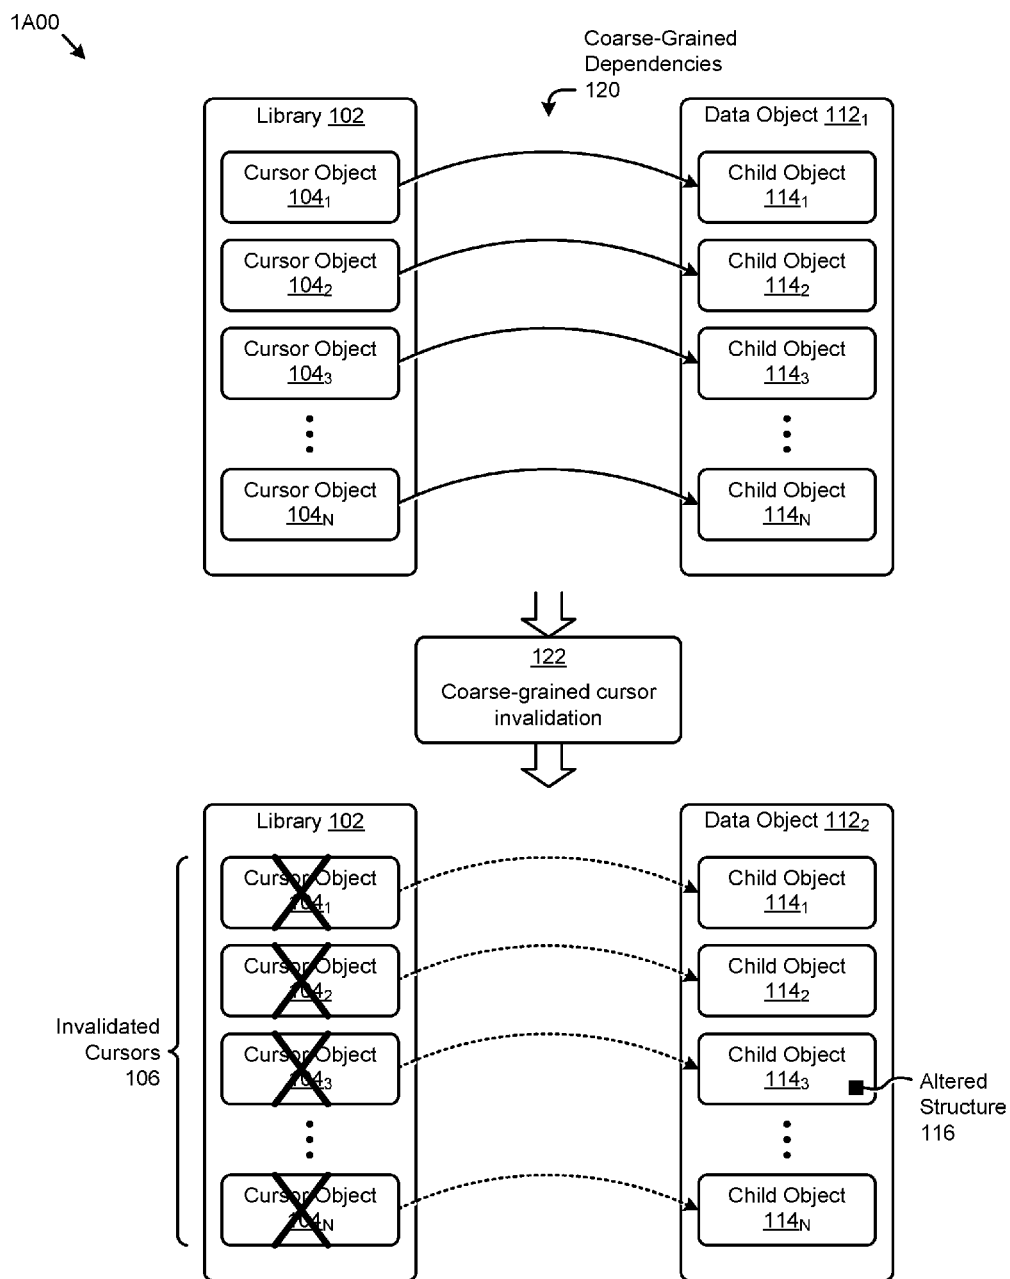 1A00
Coarse-Grained
Dependencies
120
Library 102
Data Object 112₁
Cursor Object
104₁
Child Object
114₁
Cursor Object
104₂
Child Object
114₂
Cursor Object
104₃
Child Object
114₃
Cursor Object
104N
Child Object
114N
122
Coarse-grained cursor
invalidation
Library 102
Data Object 112₂
Cursor Object
104₁
Child Object
114₁
Cursor Object
104₂
Child Object
114₂
Invalidated
Cursors
106
Cursor Object
104₃
Child Object
114₃
Altered
Structure
116
Cursor Object
104N
Child Object
114N